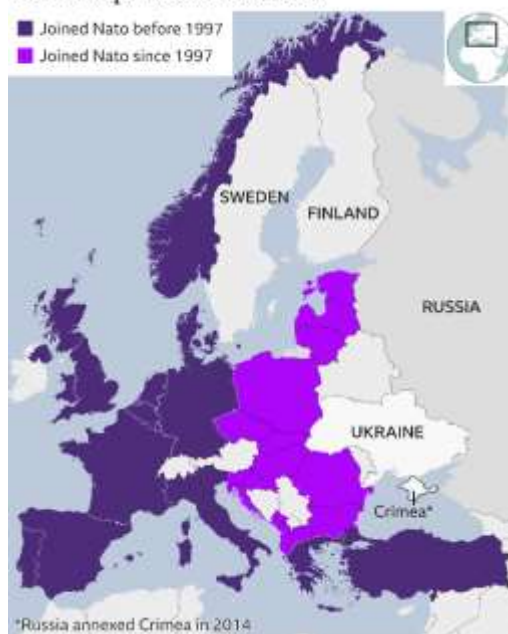 Joined Nato before 1997
Joined Nato since 1997
SWEDEN
FINLAND
RUSSIA
UKRAINE
Crimea*
*Russia annexed Crimea in 2014